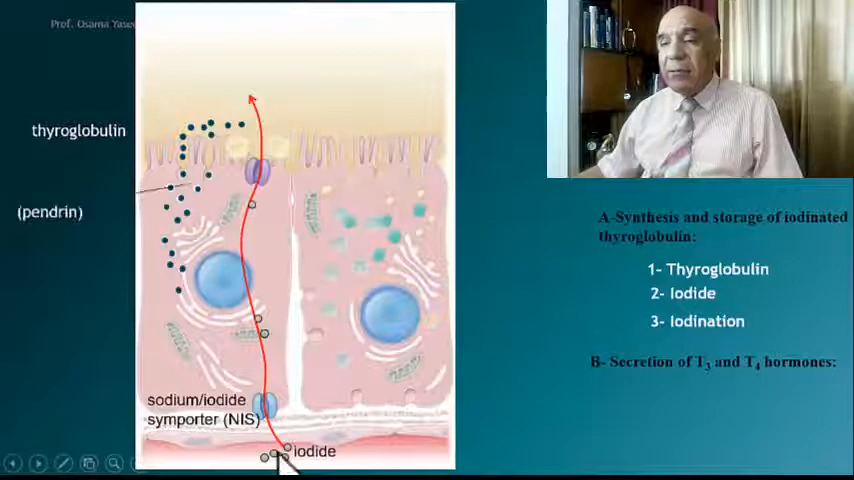 Prof. Osama Yasee
thyroglobulin
(pendrin)
sodium/iodide
symporter (NIS)
iodide
A-Synthesis and storage of iodinated
thyroglobulin:
1- Thyroglobulin
2- Iodide
3- Iodination
B- Secretion of T3 and T4 hormones: